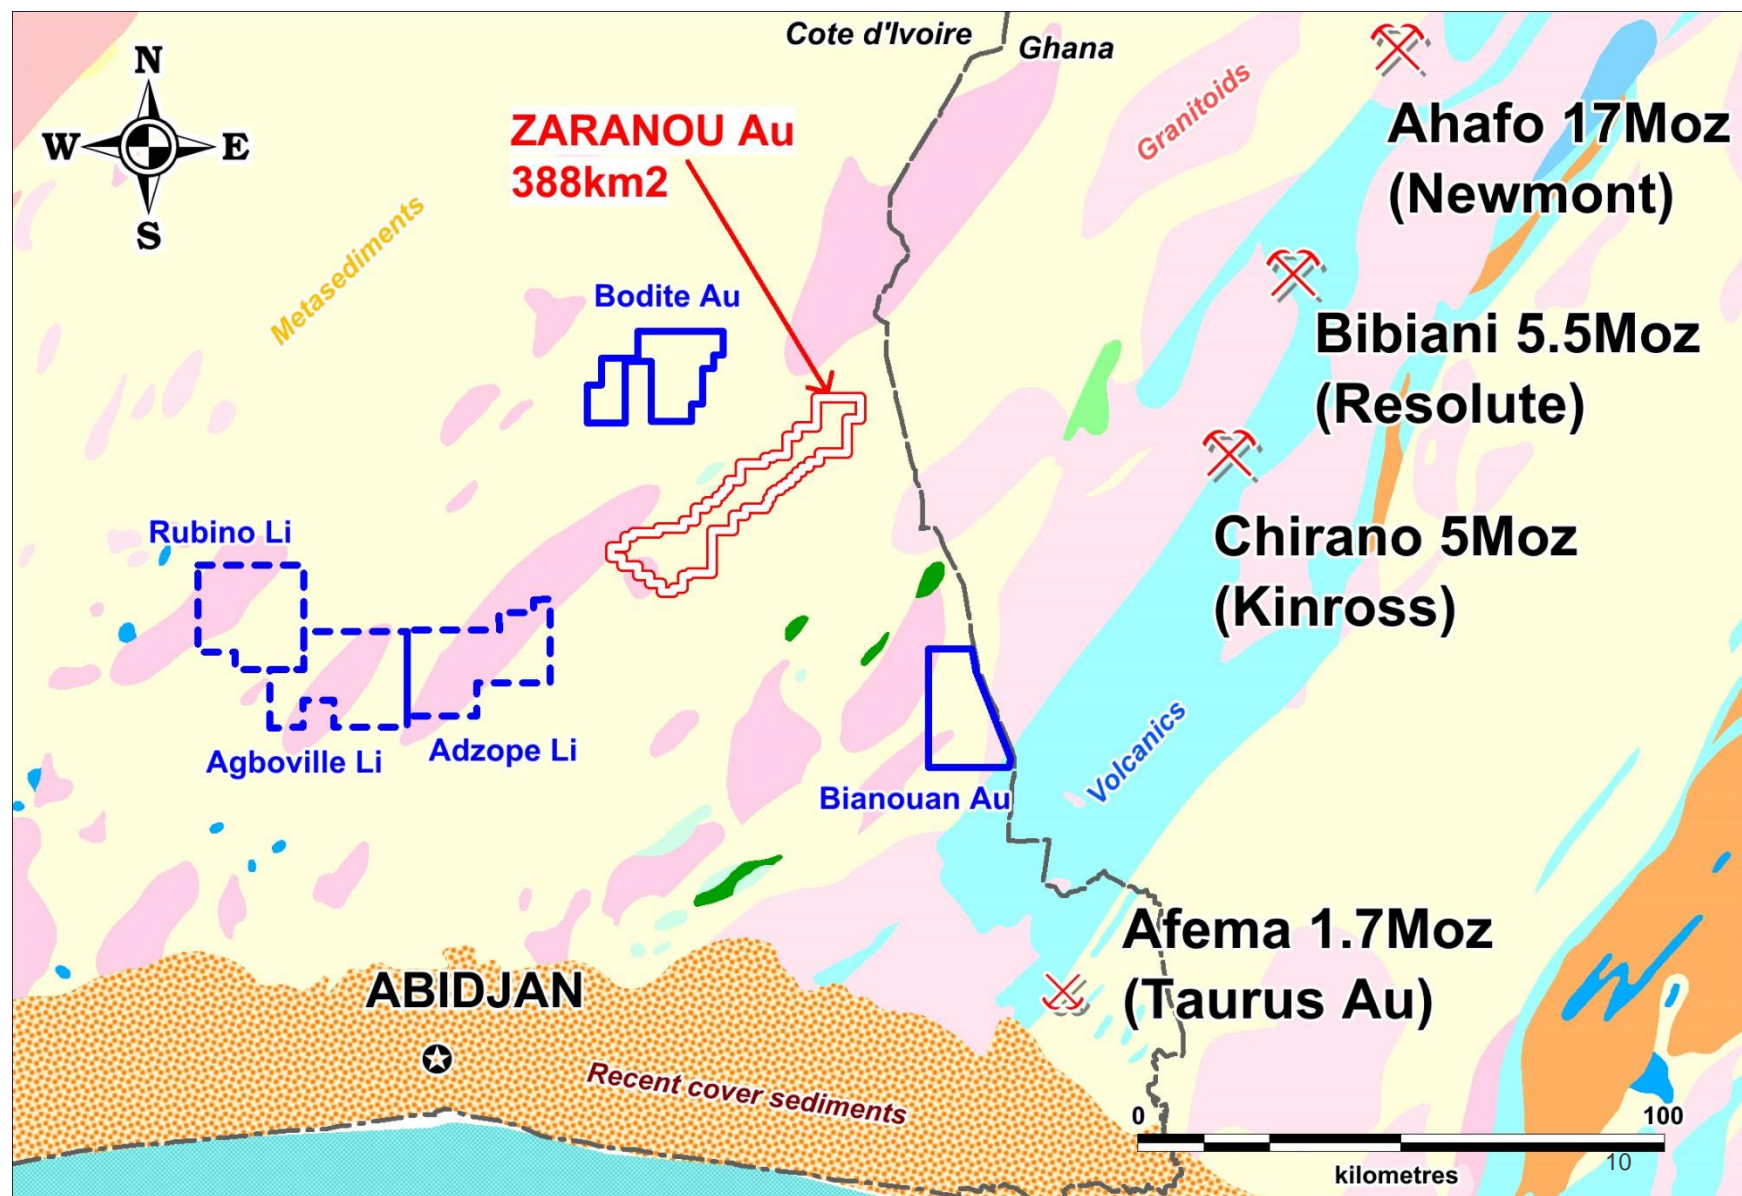 Cote d'Ivoire
Ghana
N
W
E
S
ZARANOU Au
388km2
Granitoids
Ahafo 17Moz
(Newmont)
Metasediments
Bodite Au
Bibiani 5.5Moz
(Resolute)
Rubino Li
Chirano 5Moz
(Kinross)
Agboville Li
Adzope Li
Bianouan Au
Volcanics
Afema 1.7Moz
(Taurus Au)
ABIDJAN
Recent cover sediments
0
100
kilometres
10